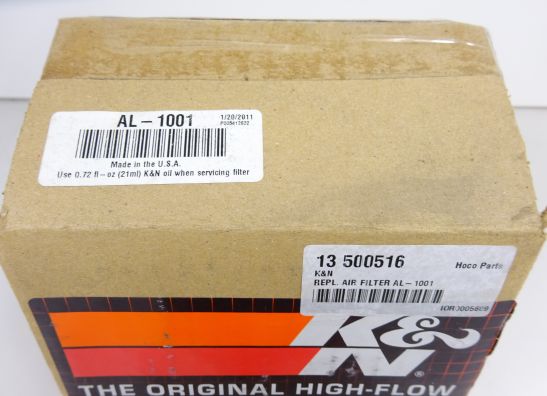 AL-1001
1/20/2011
Made in the U.S.A.
Use 0.72 fl-oz (21ml) K&N oil when servicing filter
13 500516
Hoco Parts
K&N
REPL. AIR FILTER AL-1001
K&N
THE ORIGINAL HIGH-FLOW